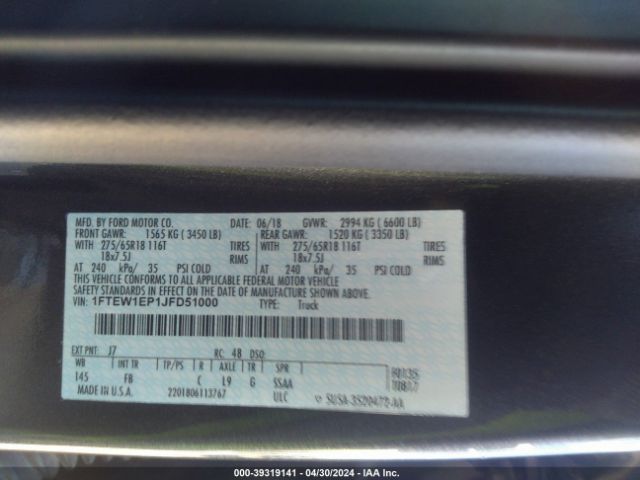 MFD. BY FORD MOTOR CO. DATE: 06/18 GVWR: 2994 KG ( 6600 LB)
FRONT GAWR: 1565 KG ( 3450 LB) REAR GAWR: 1520 KG ( 3350 LB)
WITH 275/65R18 116T TIRES WITH 275/65R18 116T TIRES
18x7.5J RIMS 18x7.5J RIMS
AT 240 kPa/ 35 PSI COLD AT 240 kPa/ 35 PSI COLD
THIS VEHICLE CONFORMS TO ALL APPLICABLE FEDERAL MOTOR VEHICLE
SAFETY STANDARDS IN EFFECT ON THE DATE OF MANUFACTURE SHOWN ABOVE.
VIN: 1FTEW1EP1JFD51000 TYPE: Truck
EXT PNT: J7 RC: 48 DSO:
WB INT TR TP/PS R AXLE TR SPR
145 FB C L9 G SSAA
MADE IN U.S.A. 2201806113767 ULC
000-39319141 - 04/30/2024 - IAA Inc.